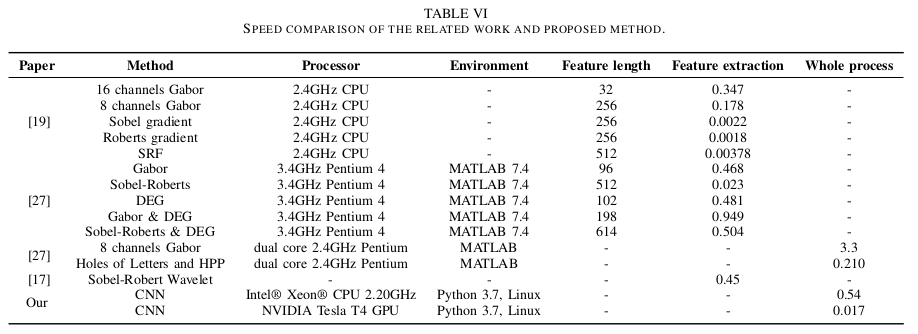 TABLE VI
SPEED COMPARISON OF THE RELATED WORK AND PROPOSED METHOD.
Paper Method Processor Environment Feature length Feature extraction Whole process
16 channels Gabor 2.4GHz CPU - 32 0.347 -
8 channels Gabor 2.4GHz CPU - 256 0.178 -
[19] Sobel gradient 2.4GHz CPU - 256 0.0022 -
Roberts gradient 2.4GHz CPU - 256 0.0018 -
SRF 2.4GHz CPU - 512 0.00378 -
Gabor 3.4GHz Pentium 4 MATLAB 7.4 96 0.468 -
Sobel-Roberts 3.4GHz Pentium 4 MATLAB 7.4 512 0.023 -
[27] DEG 3.4GHz Pentium 4 MATLAB 7.4 102 0.481 -
Gabor & DEG 3.4GHz Pentium 4 MATLAB 7.4 198 0.949 -
Sobel-Roberts & DEG 3.4GHz Pentium 4 MATLAB 7.4 614 0.504 -
[27] 8 channels Gabor dual core 2.4GHz Pentium MATLAB - - 3.3
Holes of Letters and HPP dual core 2.4GHz Pentium MATLAB - - 0.210
[17] Sobel-Robert Wavelet - - - 0.45 -
Our CNN Intel® Xeon® CPU 2.20GHz Python 3.7, Linux - - 0.54
CNN NVIDIA Tesla T4 GPU Python 3.7, Linux - - 0.017